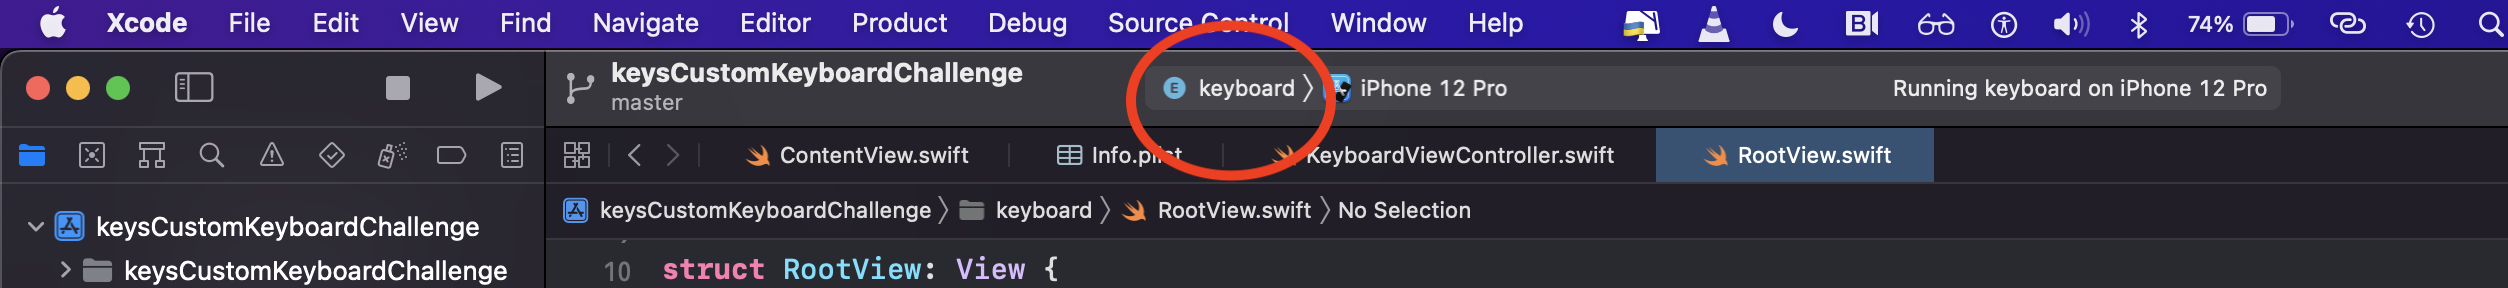 Xcode File Edit View Find Navigate Editor Product Debug Source Control Window Help B 74%
keysCustomKeyboardChallenge
master
E keyboard iPhone 12 Pro Running keyboard on iPhone 12 Pro
ContentView.swift Info.plist KeyboardViewController.swift RootView.swift
keysCustomKeyboardChallenge keyboard RootView.swift No Selection
keysCustomKeyboardChallenge
keysCustomKeyboardChallenge
10 struct RootView: View {